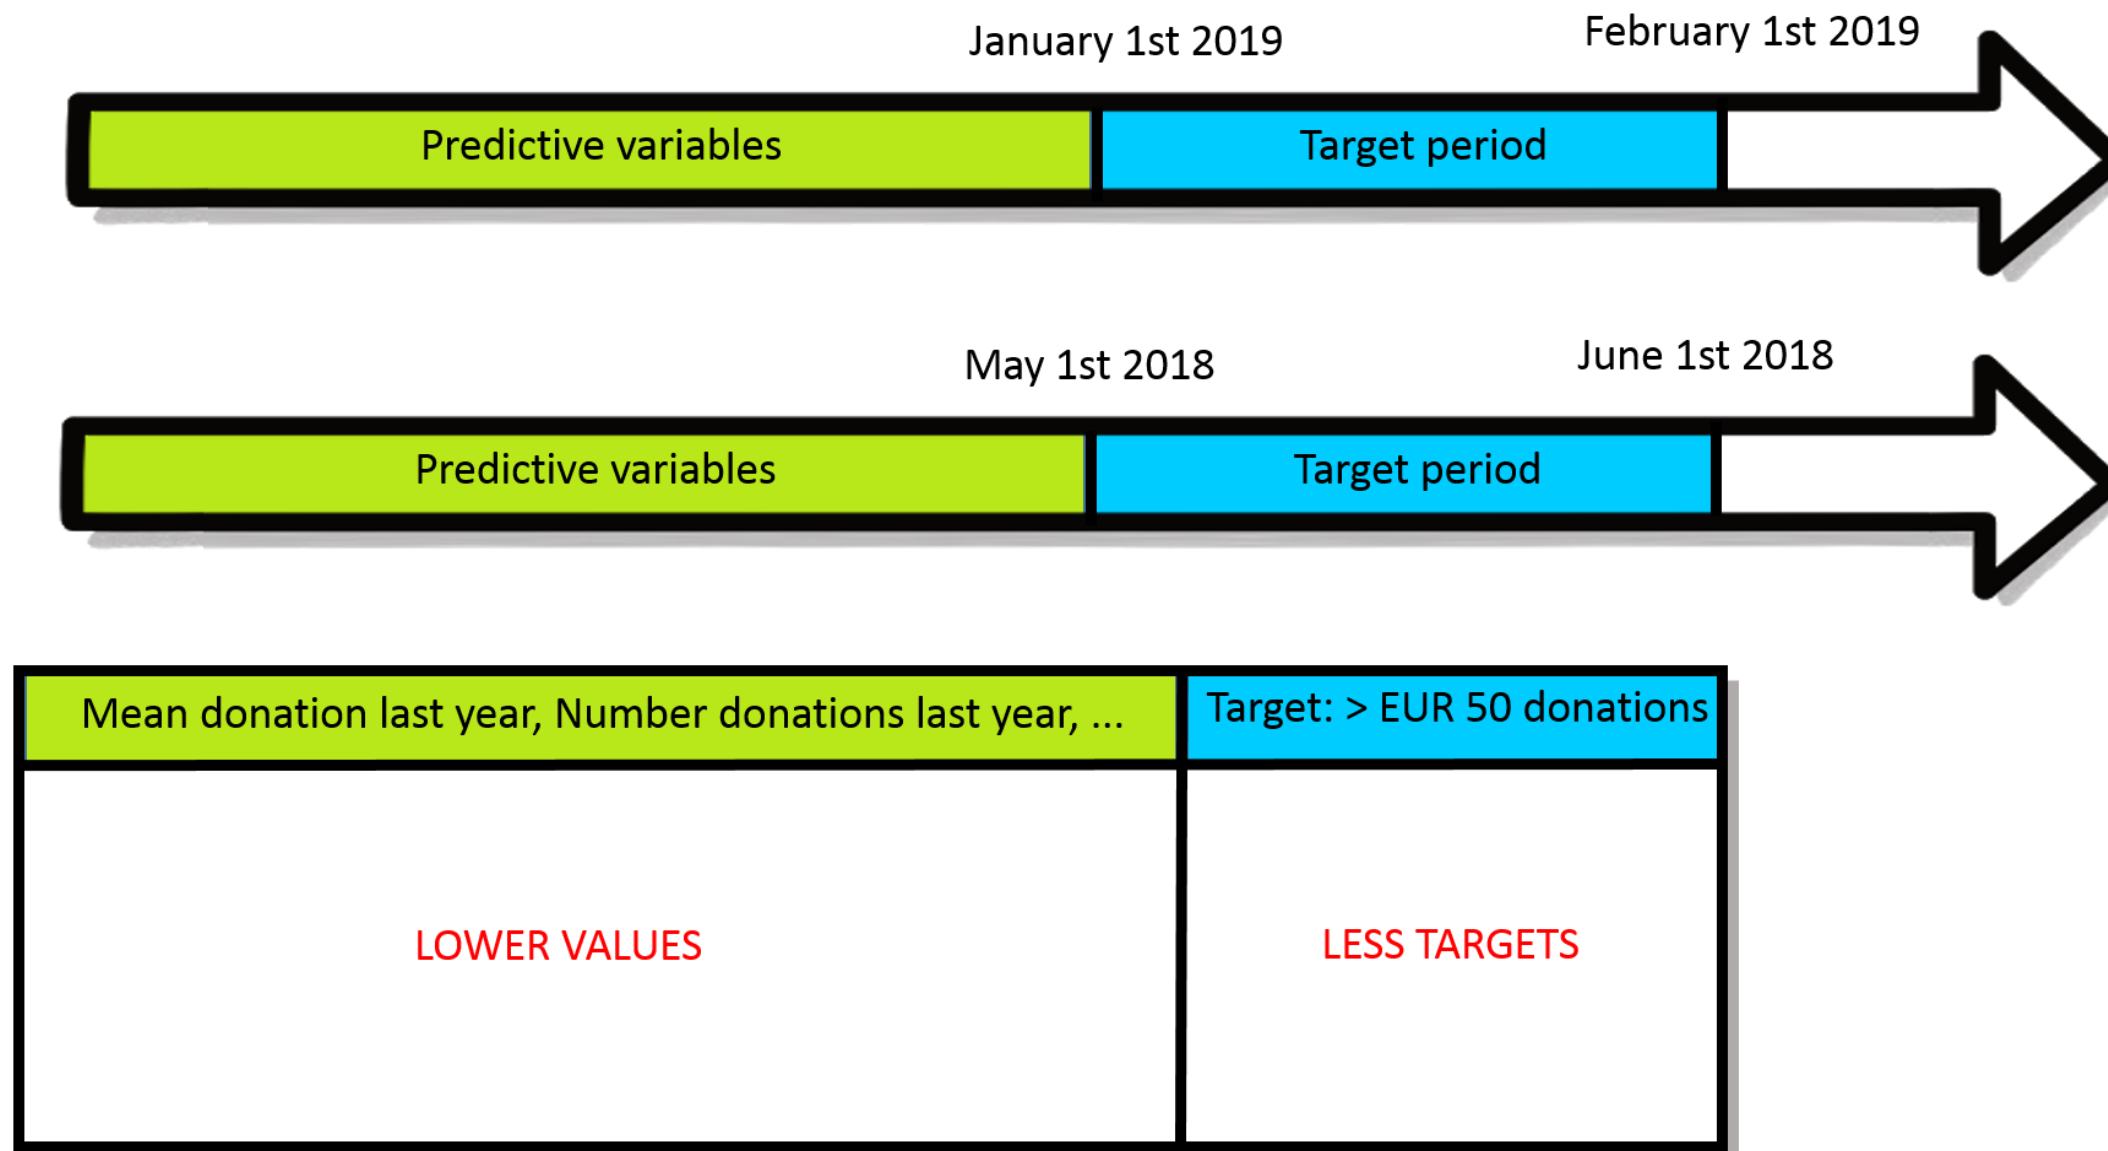 January 1st 2019
February 1st 2019
Predictive variables
Target period
May 1st 2018
June 1st 2018
Predictive variables
Target period
Mean donation last year, Number donations last year, ...
Target: > EUR 50 donations
LOWER VALUES
LESS TARGETS